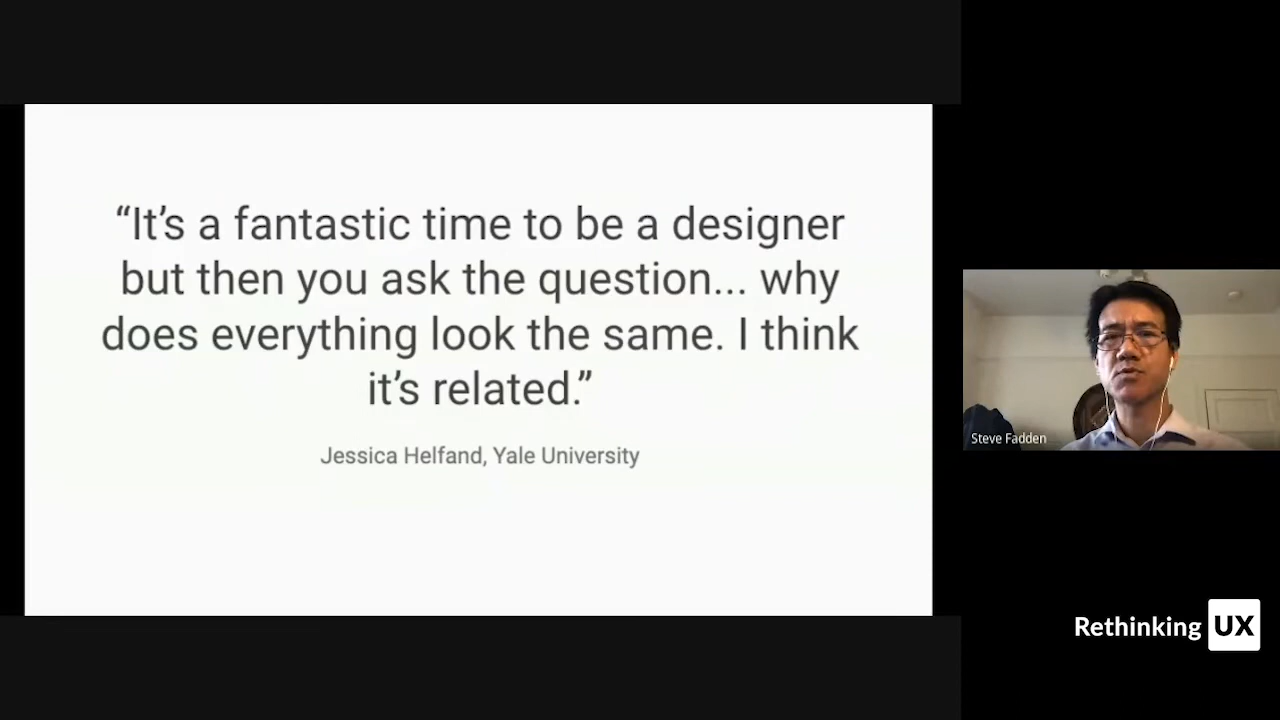 “It’s a fantastic time to be a designer
but then you ask the question... why
does everything look the same. I think
it’s related.”
Jessica Helfand, Yale University
Steve Fadden
Rethinking UX